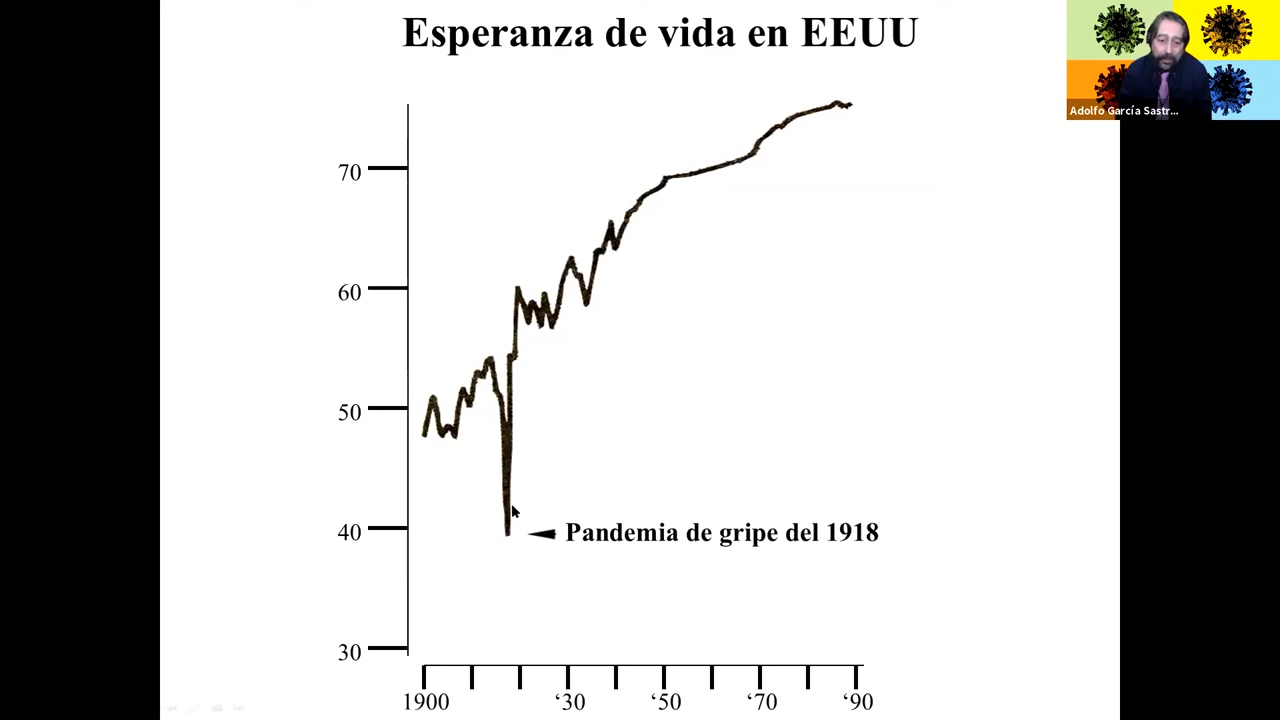 Esperanza de vida en EEUU
Adolfo García Sastr...
70
60
50
40
30
Pandemia de gripe del 1918
1900 ‘30 ‘50 ‘70 ‘90